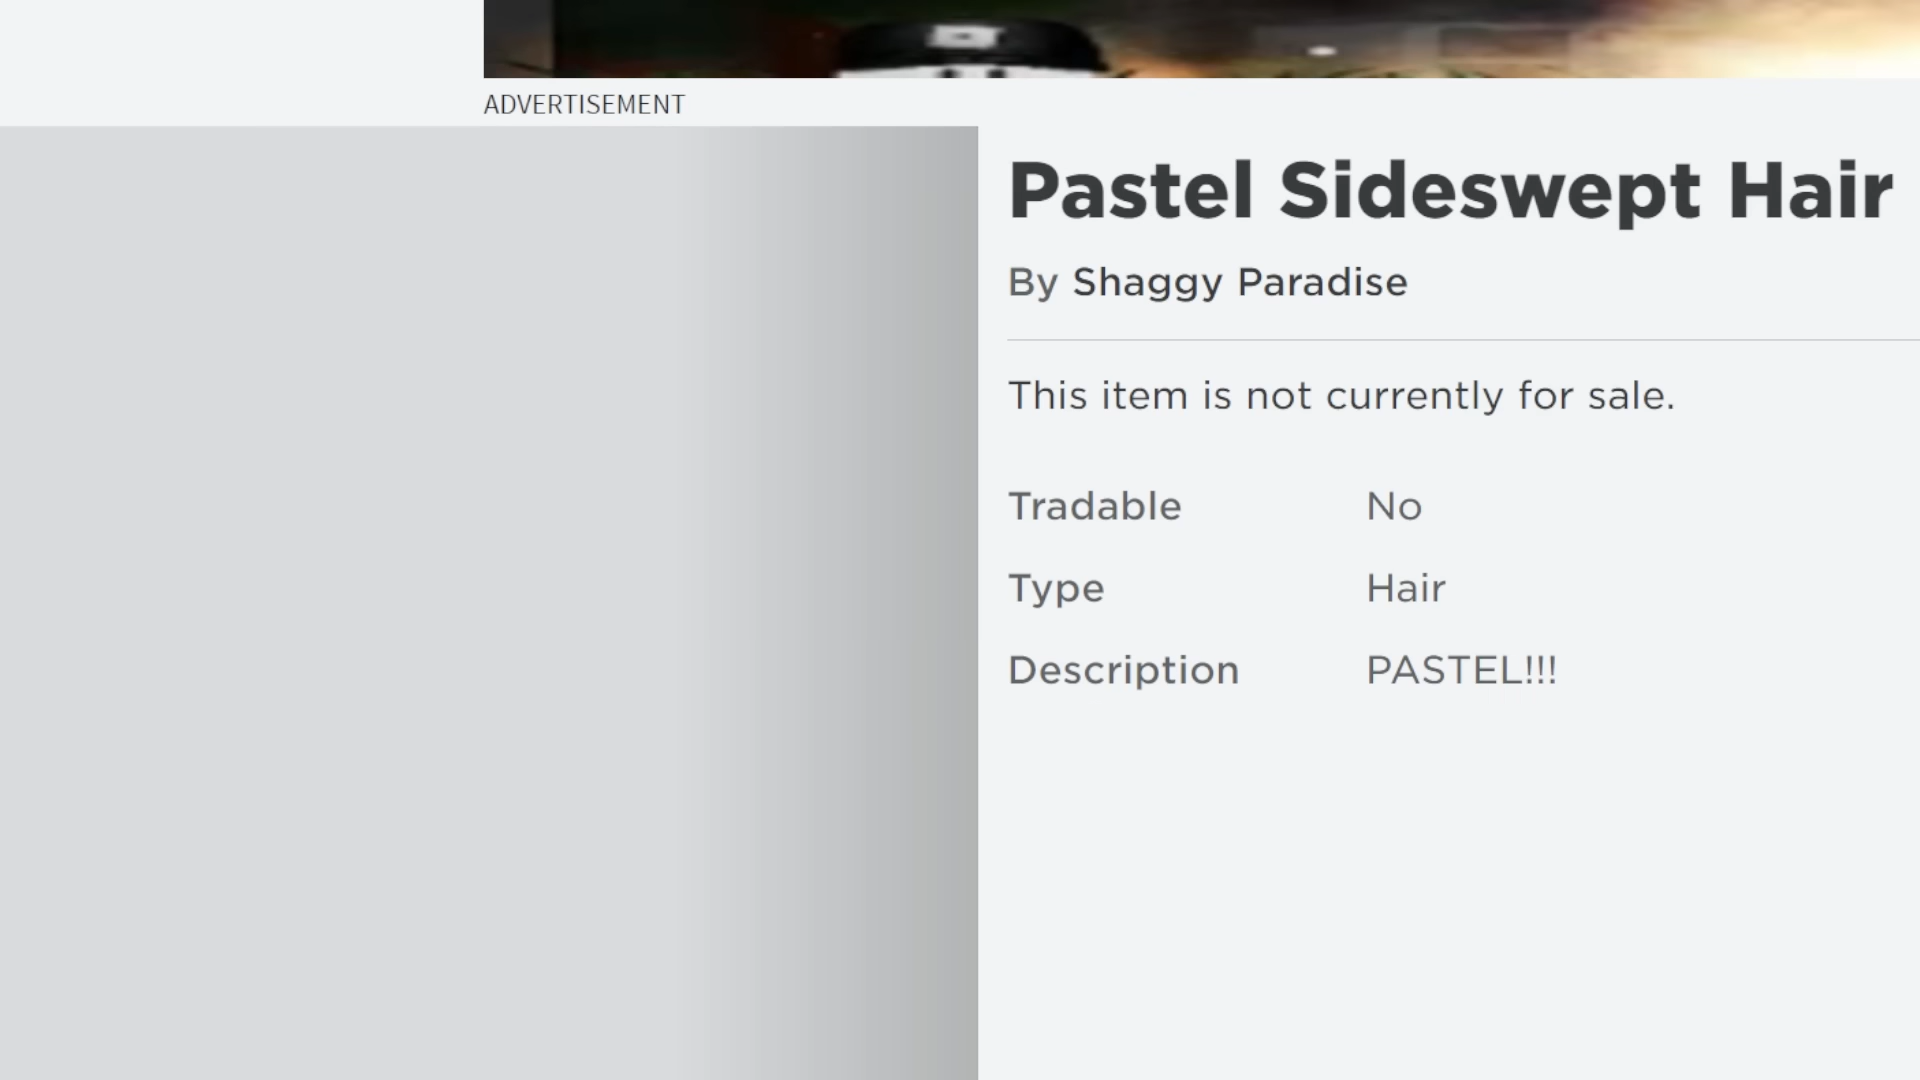 ADVERTISEMENT
Pastel Sideswept Hair
By Shaggy Paradise
This item is not currently for sale.
Tradable No
Type Hair
Description PASTEL!!!